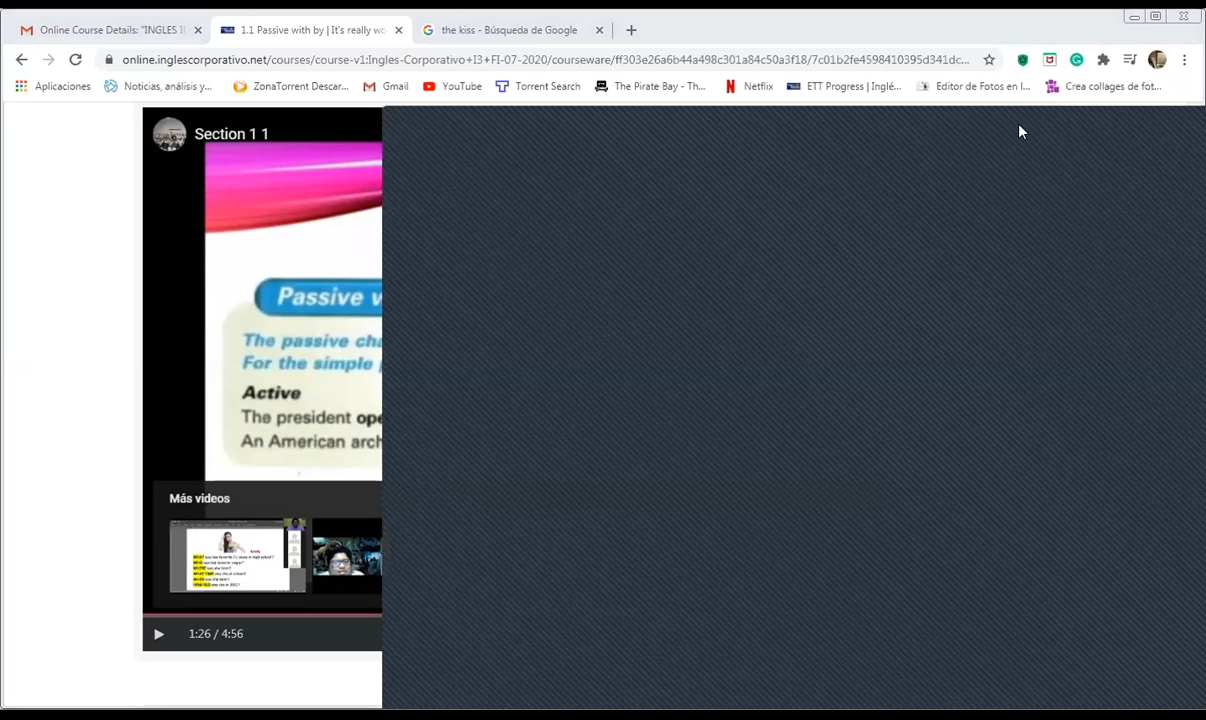 Online Course Details: "INGLES I
1.1 Passive with by | It's really wo
the kiss - Búsqueda de Google
online.inglescorporativo.net/courses/course-v1:Ingles-Corporativo+I3+FI-07-2020/courseware/ff303e26a6b44a498c301a84c50a3f18/7c01b2fe4598410395d341dc...
Aplicaciones
Noticias, análisis y...
ZonaTorrent Descar...
Gmail
YouTube
Torrent Search
The Pirate Bay - Th...
Netflix
ETT Progress | Inglé...
Editor de Fotos en l...
Crea collages de fot...
Section 1 1
Passive w
The passive cha
For the simple p
Active
The president ope
An American arch
Más videos
1:26 / 4:56